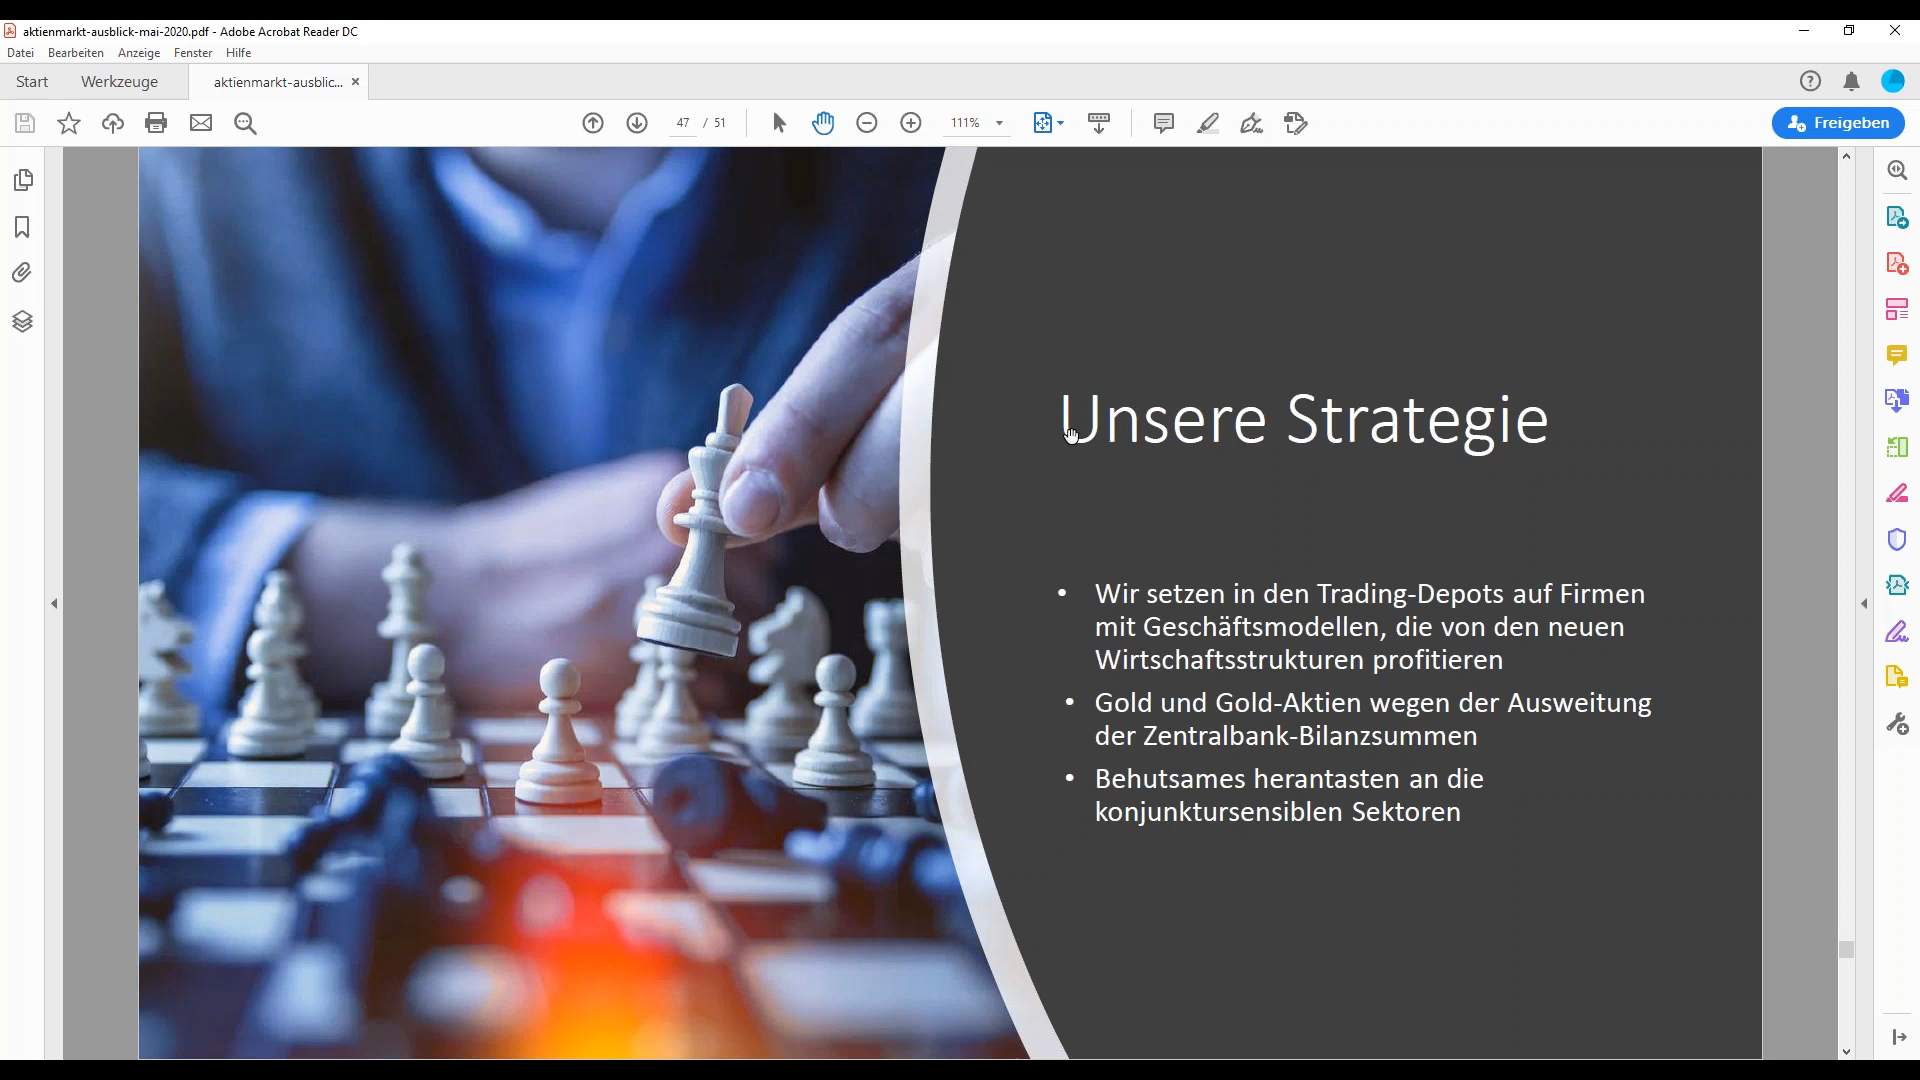 aktienmarkt-ausblick-mai-2020.pdf - Adobe Acrobat Reader DC
Datei Bearbeiten Anzeige Fenster Hilfe
Start Werkzeuge aktienmarkt-ausblic... ×
47 / 51 111% Freigeben
Unsere Strategie
• Wir setzen in den Trading-Depots auf Firmen
mit Geschäftsmodellen, die von den neuen
Wirtschaftsstrukturen profitieren
• Gold und Gold-Aktien wegen der Ausweitung
der Zentralbank-Bilanzsummen
• Behutsames herantasten an die
konjunktursensiblen Sektoren